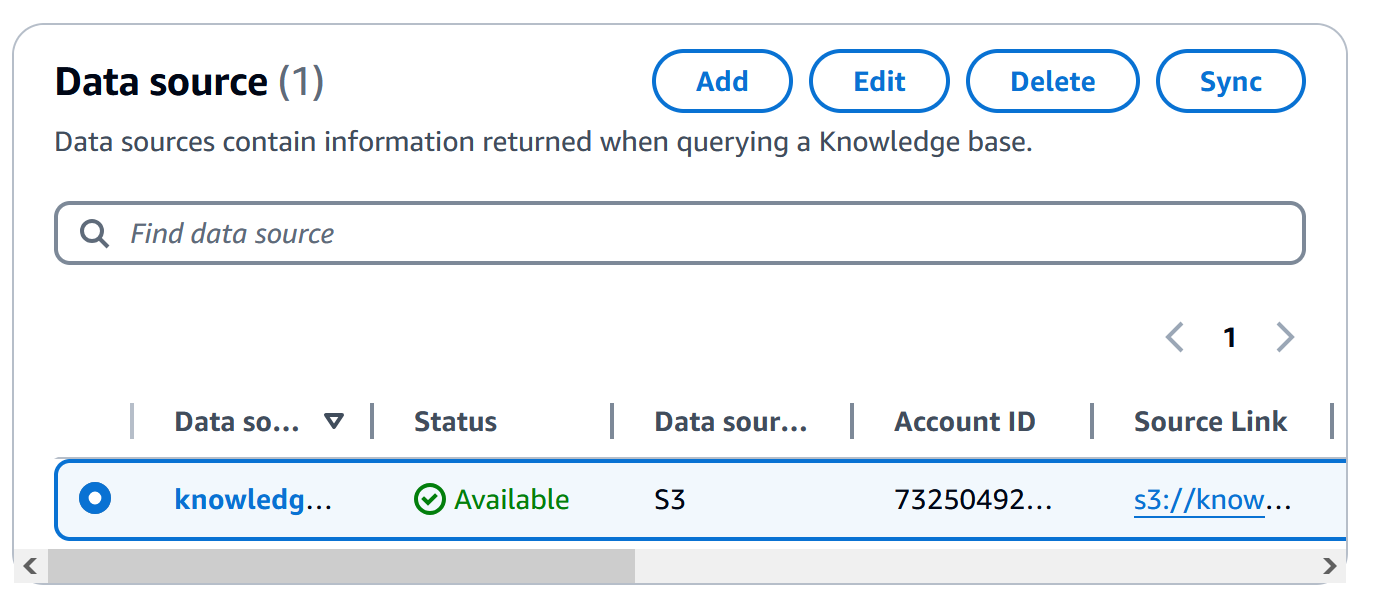 Data source (1) Add Edit Delete Sync
Data sources contain information returned when querying a Knowledge base.
Find data source
1
Data so... Status Data sour... Account ID Source Link
knowledg... Available S3 73250492... s3://know...